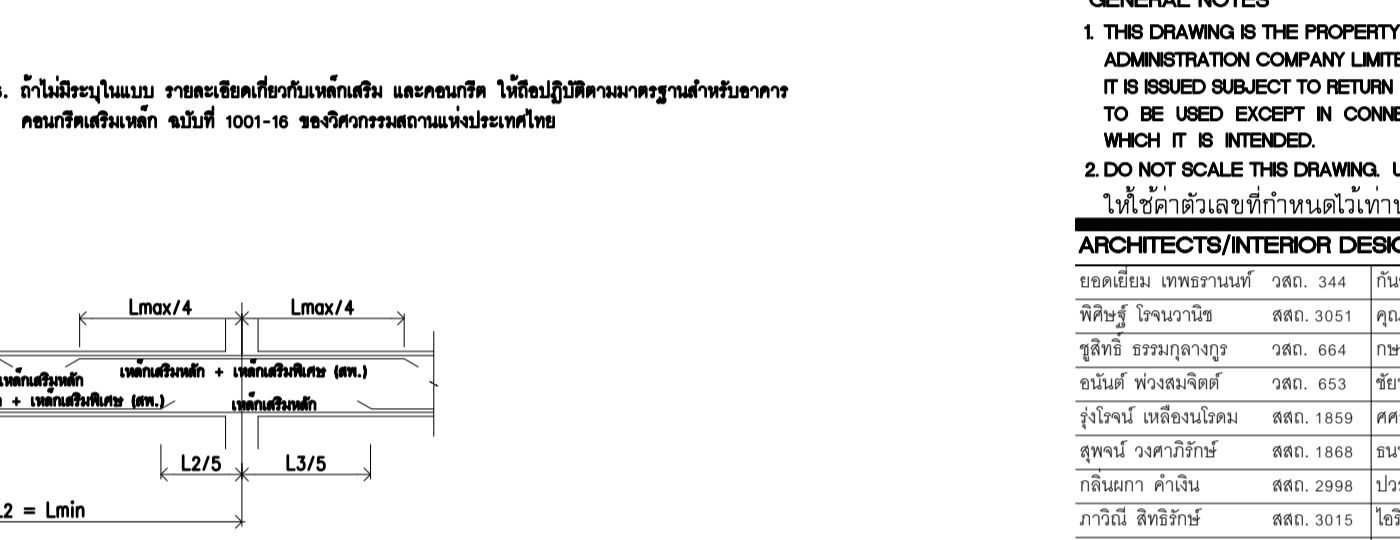 ถ้าไม่มีระบุในแบบ รายละเอียดเกี่ยวกับเหล็กเสริม และคอนกรีต ให้ถือปฏิบัติตามมาตรฐานสำหรับอาคาร
คอนกรีตเสริมเหล็ก ฉบับที่ 1001-16 ของวิศวกรรมสถานแห่งประเทศไทย
Lmax/4 Lmax/4
เหล็กเสริมหลัก เหล็กเสริมหลัก + เหล็กเสริมพิเศษ (สพ.)
+ เหล็กเสริมพิเศษ (สพ.) เหล็กเสริมหลัก
L2/5 L3/5
L2 = Lmin
GENERAL NOTES
1. THIS DRAWING IS THE PROPERTY
ADMINISTRATION COMPANY
IT IS ISSUED SUBJECT TO RETURN
TO BE USED EXCEPT IN
WHICH IT IS INTENDED.
2. DO NOT SCALE THIS DRAWING.
ให้ใช้ค่าตัวเลขที่กำหนดไว้
ARCHITECTS/INTERIOR
ยอดเยี่ยม เทพธรานนท์ วสถ. 344
พิศิษฐ์ โรจนวานิช สสถ. 3051
ชูสิทธิ์ ธรรมกุลางกูร วสถ. 664
อนันต์ พ่วงสมจิตต์ วสถ. 653
รุ่งโรจน์ เหลืองนโรดม สสถ. 1859
สุพจน์ วงศาภิรักษ์ สสถ. 1868
กลิ่นผกา คำเงิน สสถ. 2998
ภาวิณี สิทธิรักษ์ สสถ. 3015